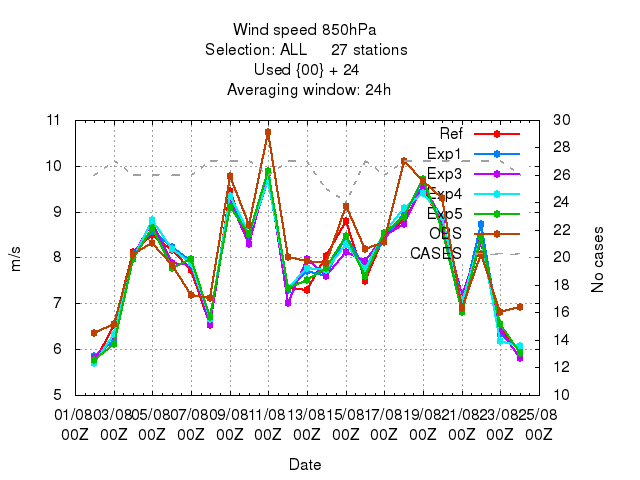 Wind speed 850hPa
Selection: ALL 27 stations
Used {00} + 24
Averaging window: 24h
11
10
9
8
7
6
5
m/s
30
28
26
24
22
20
18
16
14
12
10
No cases
Ref
Exp1
Exp3
Exp4
Exp5
OBS
CASES
01/08 03/08 05/08 07/08 09/08 11/08 13/08 15/08 17/08 19/08 21/08 23/08 25/08
00Z 00Z 00Z 00Z 00Z 00Z 00Z 00Z 00Z 00Z 00Z 00Z 00Z
Date